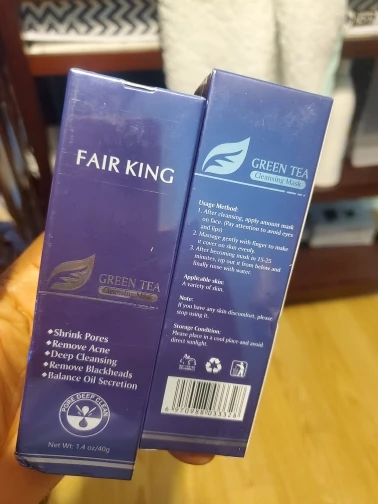 FAIR KING
GREEN TEA
Cleansing Mask
◆Shrink Pores
◆Remove Acne
◆Deep Cleansing
◆Remove Blackheads
◆Balance Oil Secretion
PORE DEEP CLEAN
Net Wt: 1.4 oz/40g
GREEN TEA
Cleansing Mask
Usage Method:
1. After cleansing, apply amount mask
on face. (Pay attention to avoid eyes
and lips)
2. Massage gently with finger to make
it cover on skin evenly.
3. After becoming mask in 15-25
minutes, rip out it from below and
finally rinse with water.
Applicable skin:
A variety of skin.
Note:
If you have any skin discomfort, please
stop using it.
Storage Condition:
Please place in a cool place and avoid
direct sunlight.